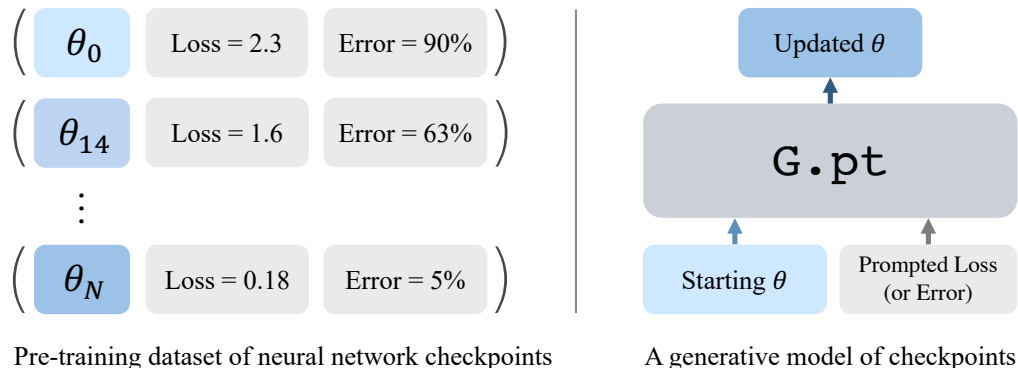 ( θ₀ Loss = 2.3 Error = 90% )
( θ₁₄ Loss = 1.6 Error = 63% )
⋮
( θ_N Loss = 0.18 Error = 5% )
Pre-training dataset of neural network checkpoints
Updated θ
G.pt
Starting θ
Prompted Loss
(or Error)
A generative model of checkpoints